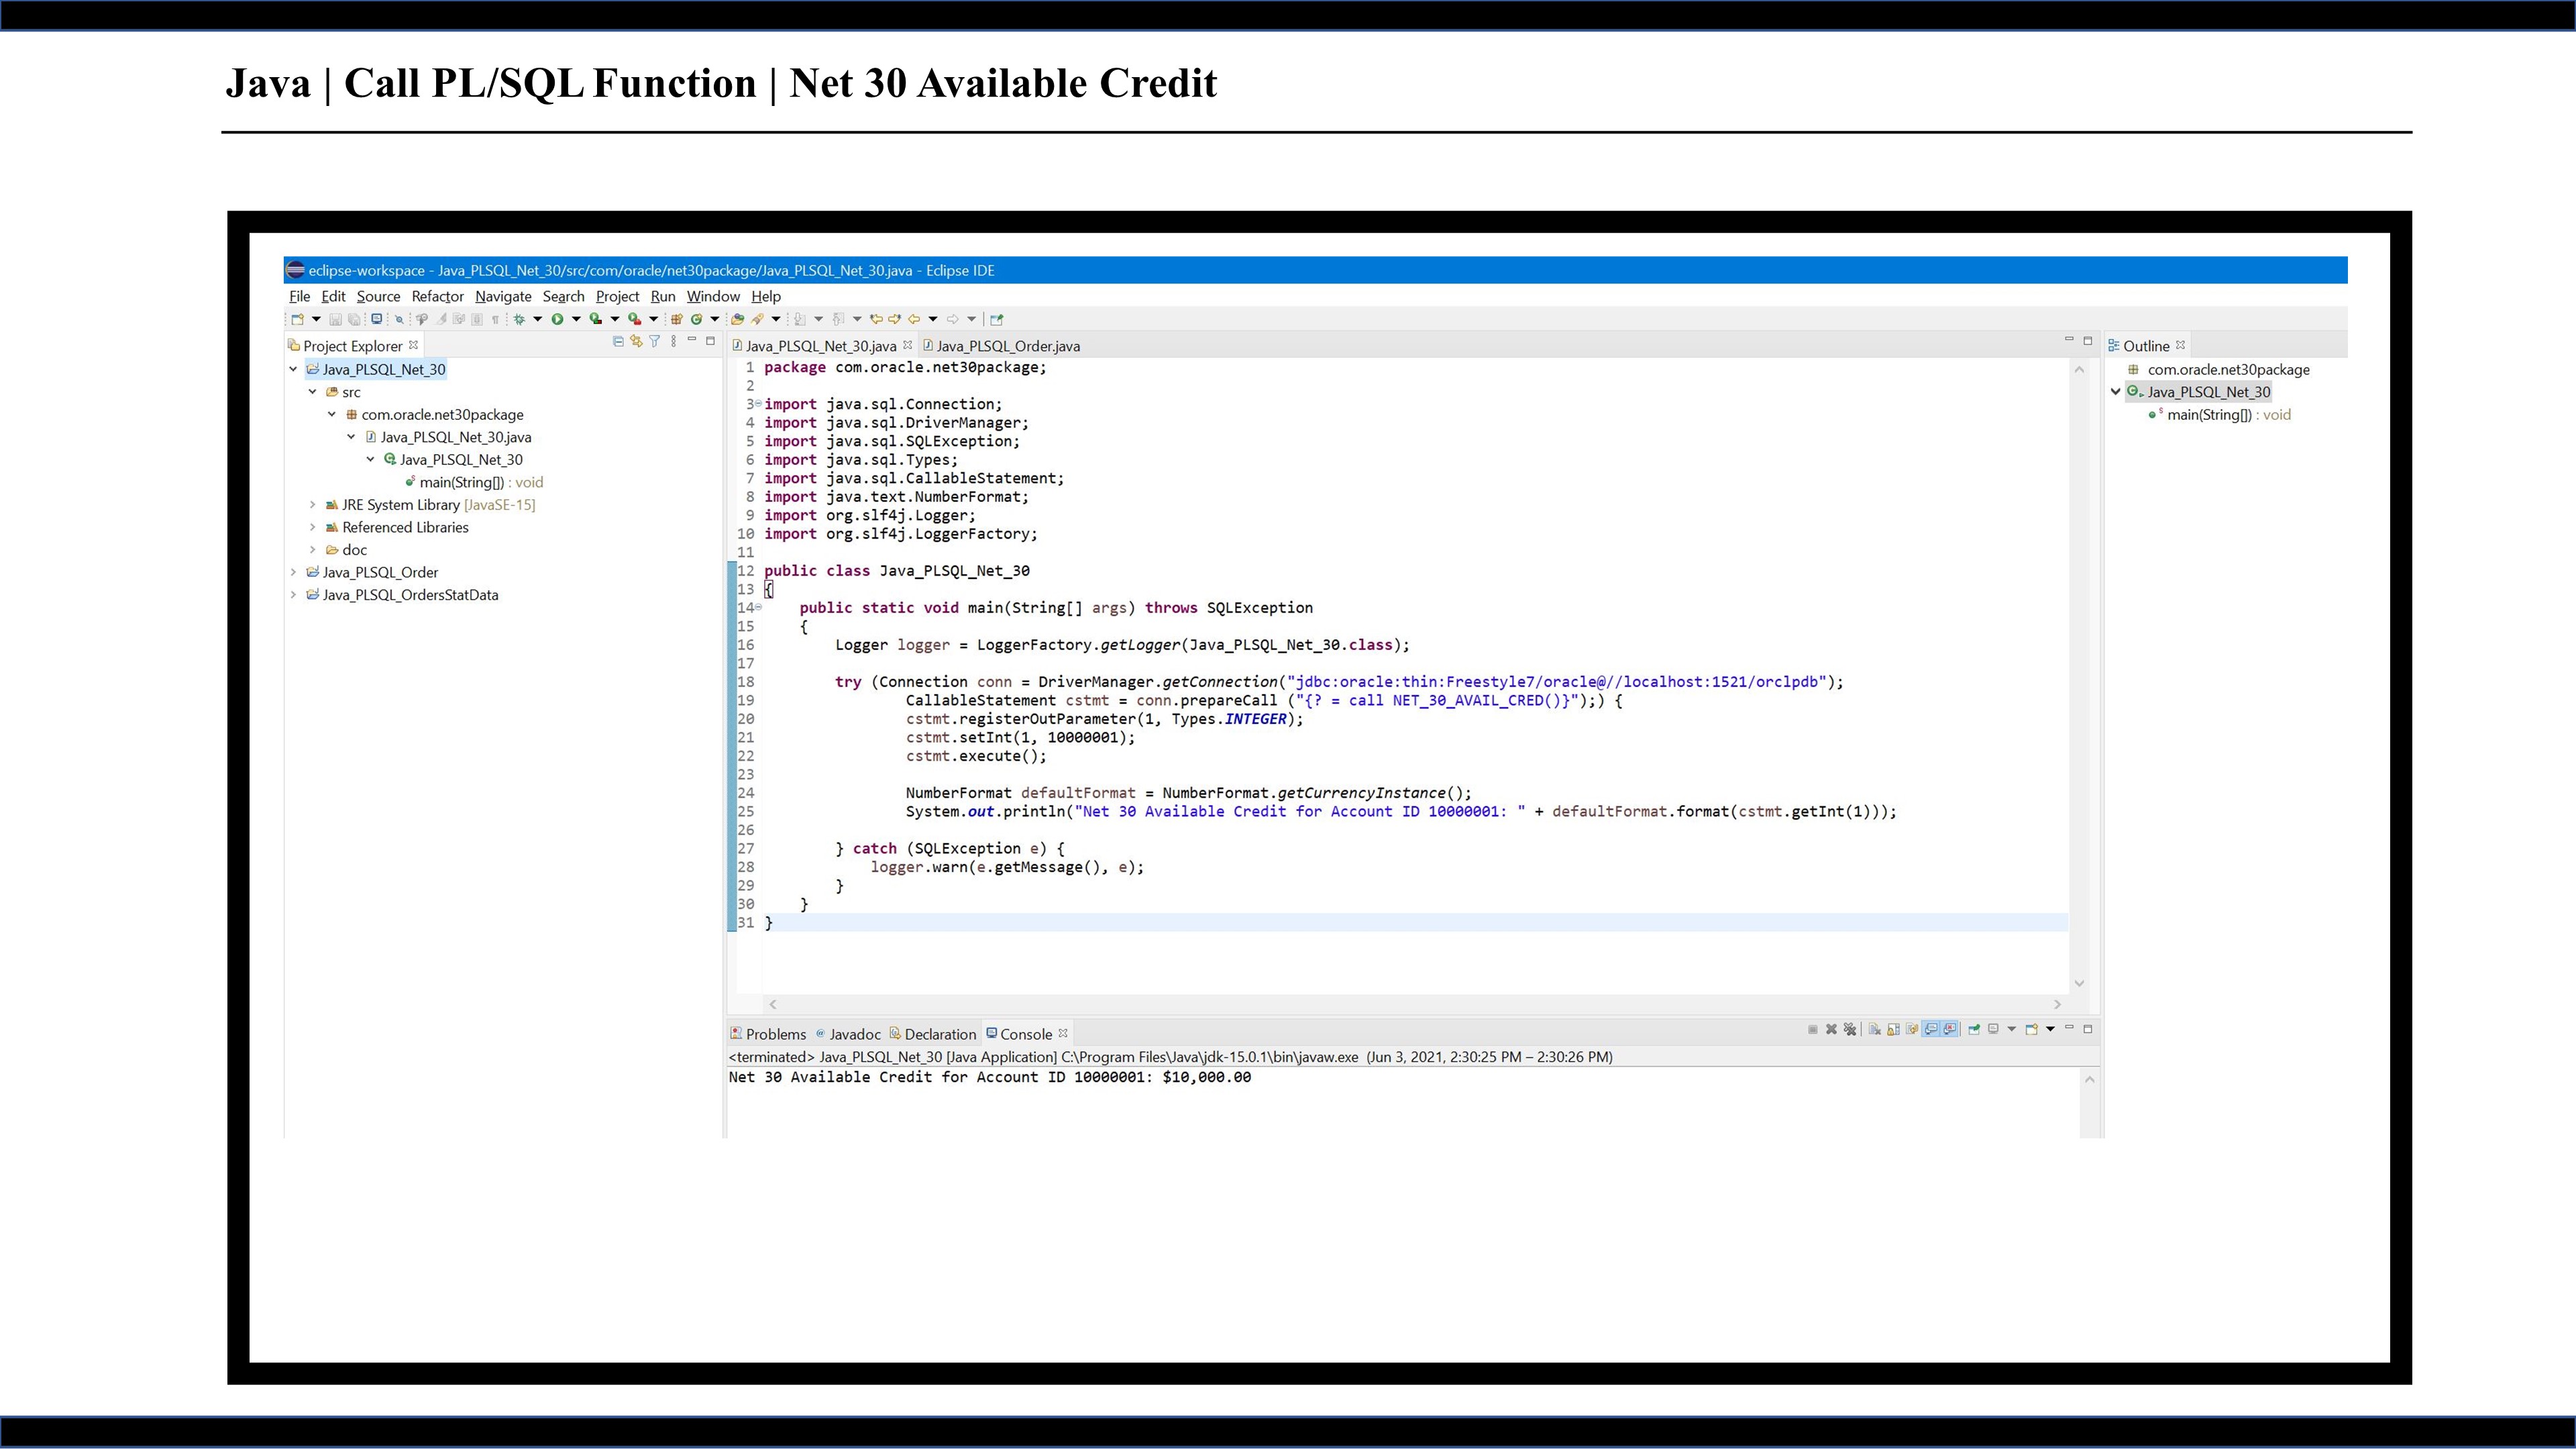 Java | Call PL/SQL Function | Net 30 Available Credit
eclipse-workspace - Java_PLSQL_Net_30/src/com/oracle/net30package/Java_PLSQL_Net_30.java - Eclipse IDE
File Edit Source Refactor Navigate Search Project Run Window Help
Project Explorer
Java_PLSQL_Net_30
src
com.oracle.net30package
Java_PLSQL_Net_30.java
Java_PLSQL_Net_30
main(String[]) : void
JRE System Library [JavaSE-15]
Referenced Libraries
doc
Java_PLSQL_Order
Java_PLSQL_OrdersStatData
Java_PLSQL_Net_30.java Java_PLSQL_Order.java
1 package com.oracle.net30package;
2
3 import java.sql.Connection;
4 import java.sql.DriverManager;
5 import java.sql.SQLException;
6 import java.sql.Types;
7 import java.sql.CallableStatement;
8 import java.text.NumberFormat;
9 import org.slf4j.Logger;
10 import org.slf4j.LoggerFactory;
11
12 public class Java_PLSQL_Net_30
13 {
14 public static void main(String[] args) throws SQLException
15 {
16 Logger logger = LoggerFactory.getLogger(Java_PLSQL_Net_30.class);
17
18 try (Connection conn = DriverManager.getConnection("jdbc:oracle:thin:Freestyle7/oracle@//localhost:1521/orclpdb");
19 CallableStatement cstmt = conn.prepareCall ("{? = call NET_30_AVAIL_CRED()}");) {
20 cstmt.registerOutParameter(1, Types.INTEGER);
21 cstmt.setInt(1, 10000001);
22 cstmt.execute();
23
24 NumberFormat defaultFormat = NumberFormat.getCurrencyInstance();
25 System.out.println("Net 30 Available Credit for Account ID 10000001: " + defaultFormat.format(cstmt.getInt(1)));
26
27 } catch (SQLException e) {
28 logger.warn(e.getMessage(), e);
29 }
30 }
31 }
Outline
com.oracle.net30package
Java_PLSQL_Net_30
main(String[]) : void
Problems Javadoc Declaration Console
<terminated> Java_PLSQL_Net_30 [Java Application] C:\Program Files\Java\jdk-15.0.1\bin\javaw.exe (Jun 3, 2021, 2:30:25 PM – 2:30:26 PM)
Net 30 Available Credit for Account ID 10000001: $10,000.00